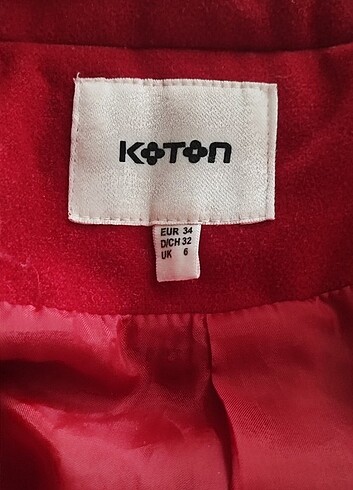 KOTON
EUR 34
D/CH 32
UK 6